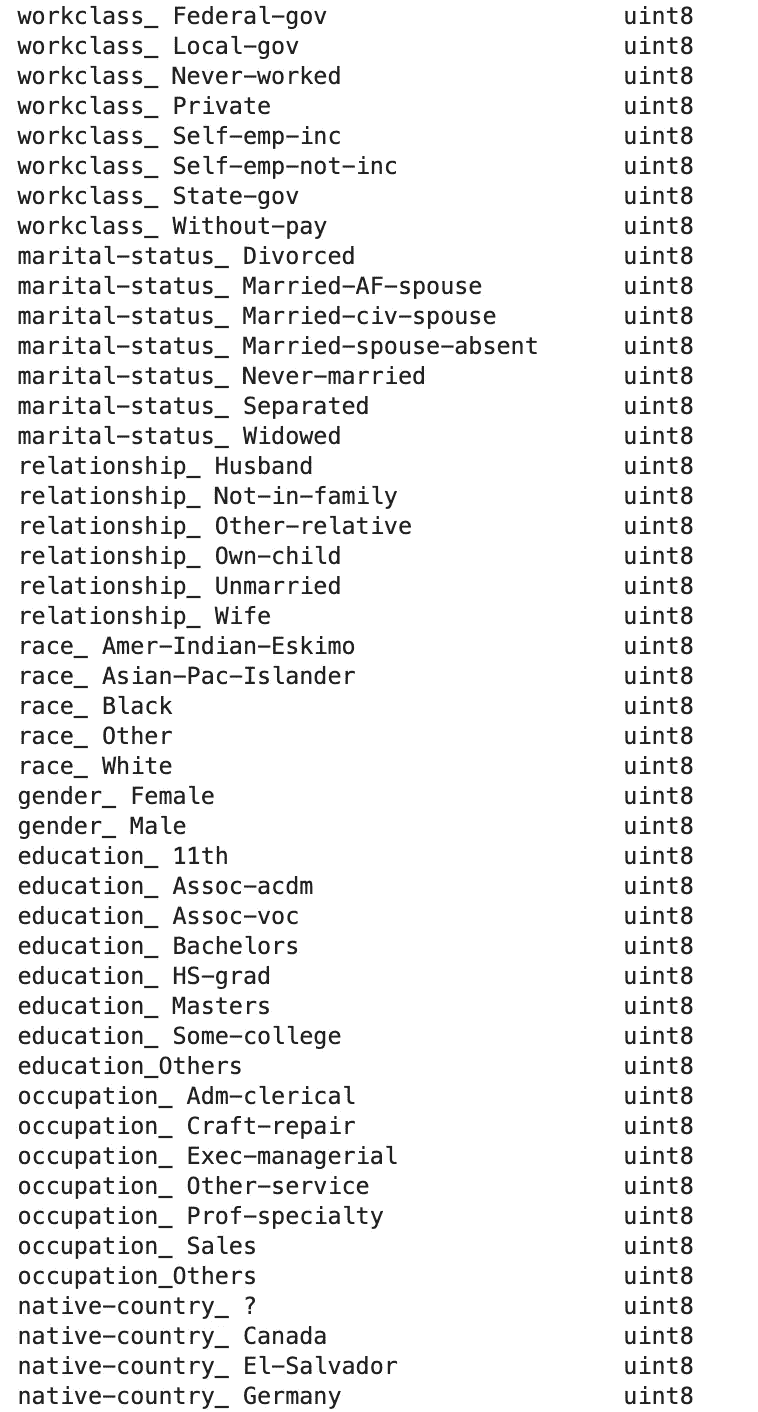 workclass_ Federal-gov uint8
workclass_ Local-gov uint8
workclass_ Never-worked uint8
workclass_ Private uint8
workclass_ Self-emp-inc uint8
workclass_ Self-emp-not-inc uint8
workclass_ State-gov uint8
workclass_ Without-pay uint8
marital-status_ Divorced uint8
marital-status_ Married-AF-spouse uint8
marital-status_ Married-civ-spouse uint8
marital-status_ Married-spouse-absent uint8
marital-status_ Never-married uint8
marital-status_ Separated uint8
marital-status_ Widowed uint8
relationship_ Husband uint8
relationship_ Not-in-family uint8
relationship_ Other-relative uint8
relationship_ Own-child uint8
relationship_ Unmarried uint8
relationship_ Wife uint8
race_ Amer-Indian-Eskimo uint8
race_ Asian-Pac-Islander uint8
race_ Black uint8
race_ Other uint8
race_ White uint8
gender_ Female uint8
gender_ Male uint8
education_ 11th uint8
education_ Assoc-acdm uint8
education_ Assoc-voc uint8
education_ Bachelors uint8
education_ HS-grad uint8
education_ Masters uint8
education_ Some-college uint8
education_Others uint8
occupation_ Adm-clerical uint8
occupation_ Craft-repair uint8
occupation_ Exec-managerial uint8
occupation_ Other-service uint8
occupation_ Prof-specialty uint8
occupation_ Sales uint8
occupation_Others uint8
native-country_ ? uint8
native-country_ Canada uint8
native-country_ El-Salvador uint8
native-country_ Germany uint8